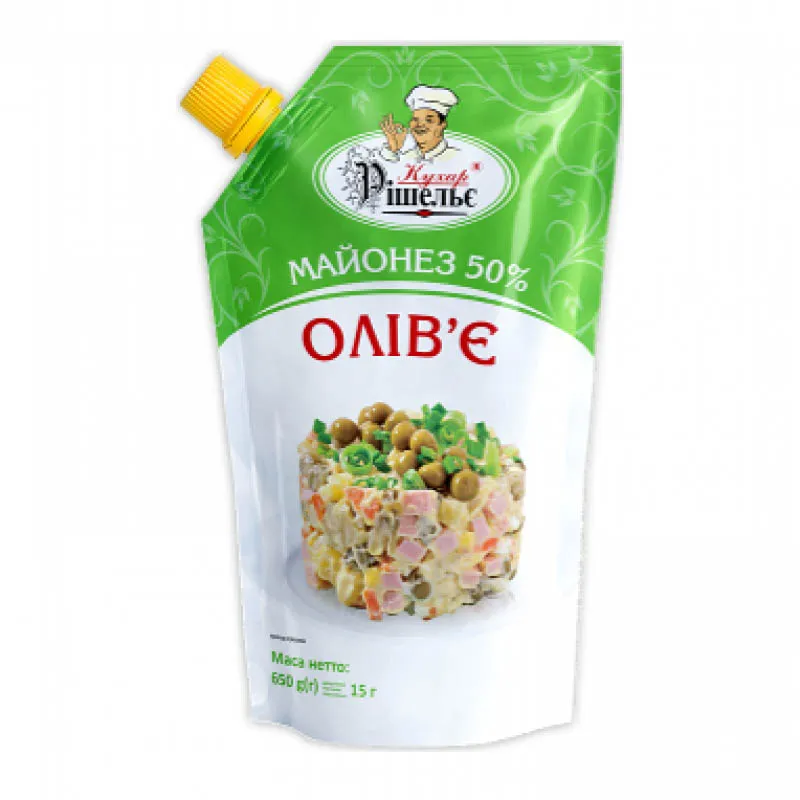 Кухар®
Рішельє
МАЙОНЕЗ 50%
ОЛІВ’Є
Маса нетто:
650 g(г) 15 г